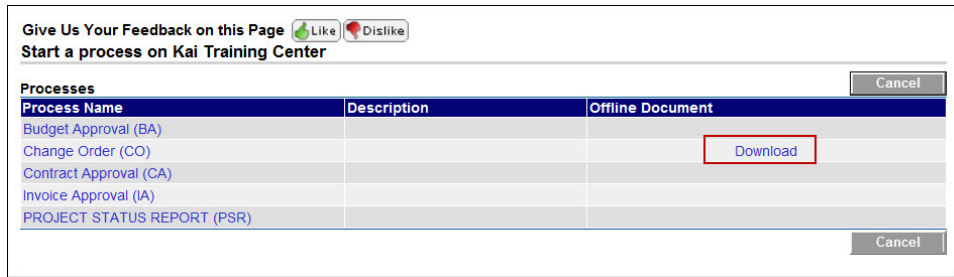 Give Us Your Feedback on this Page Like Dislike
Start a process on Kai Training Center
Cancel
Processes
Process Name Description Offline Document
Budget Approval (BA)
Change Order (CO) Download
Contract Approval (CA)
Invoice Approval (IA)
PROJECT STATUS REPORT (PSR)
Cancel